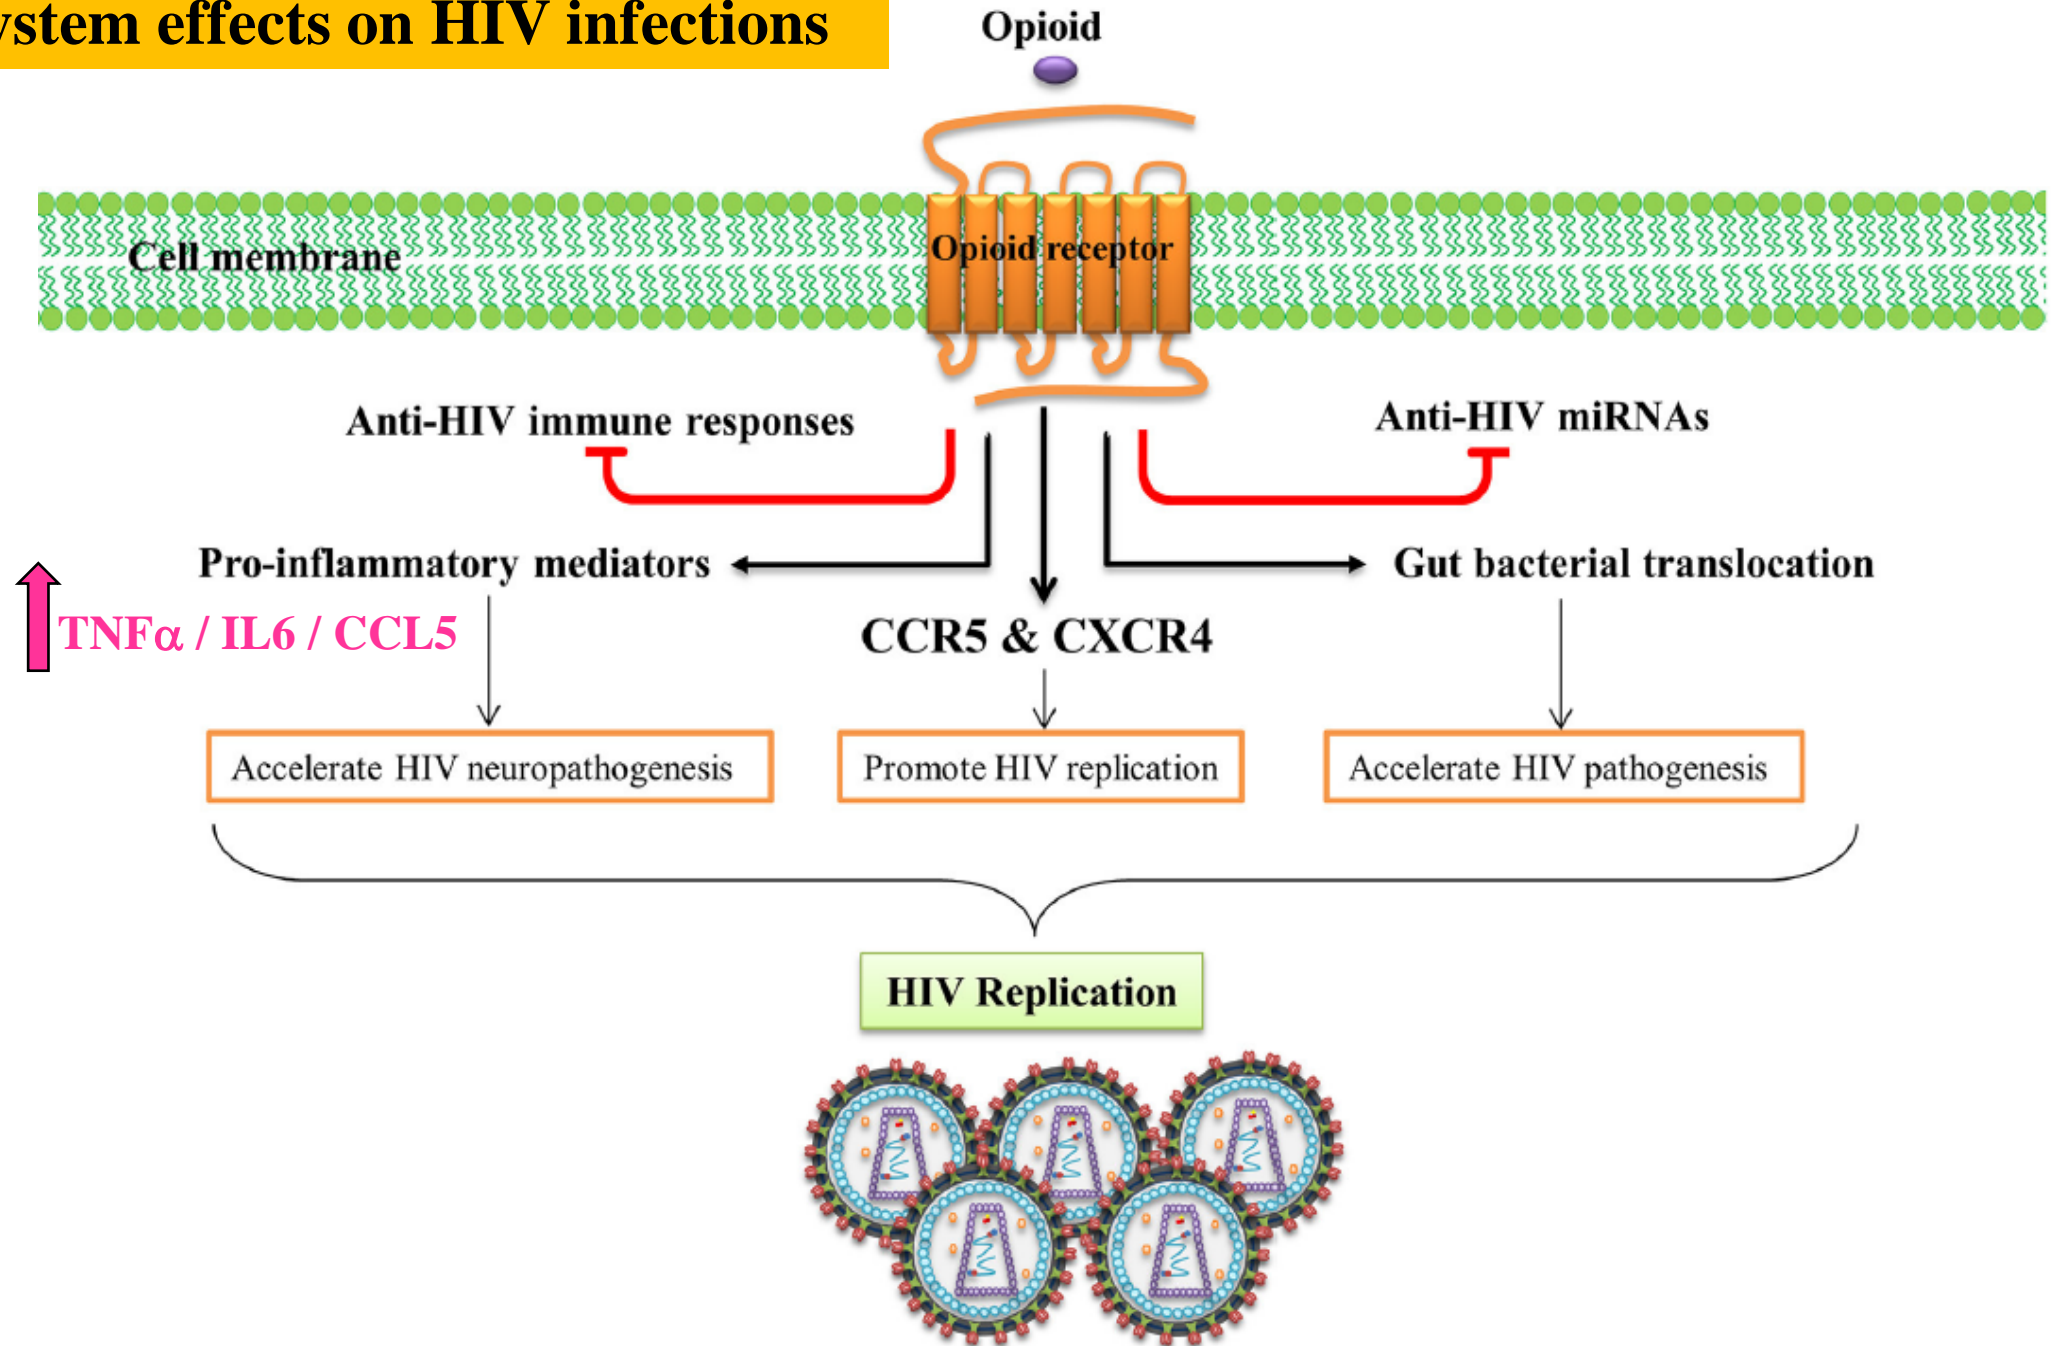 ystem effects on HIV infections
Opioid
Cell membrane
Opioid receptor
Anti-HIV immune responses
Anti-HIV miRNAs
Pro-inflammatory mediators
Gut bacterial translocation
TNFα / IL6 / CCL5
CCR5 & CXCR4
Accelerate HIV neuropathogenesis
Promote HIV replication
Accelerate HIV pathogenesis
HIV Replication